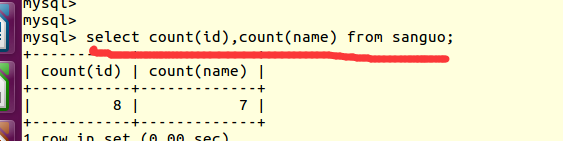 mysql>
mysql>
mysql> select count(id),count(name) from sanguo;
+-----------+-------------+
| count(id) | count(name) |
+-----------+-------------+
|         8 |           7 |
+-----------+-------------+
1 row in set (0.00 sec)